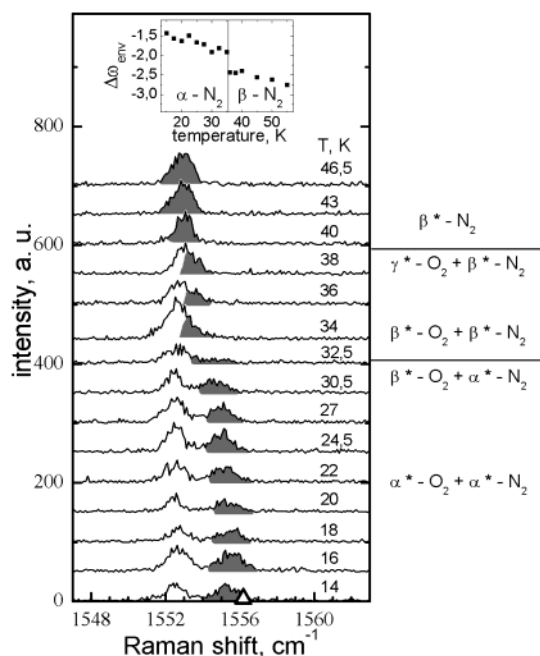 -1,5
-2,0
-2,5
-3,0
Δω_env
α - N₂ β - N₂
20 30 40 50
temperature, K
800
600
400
200
0
intensity, a. u.
T, K
46,5
43
40
38
36
34
32,5
30,5
27
24,5
22
20
18
16
14
β * - N₂
γ * - O₂ + β * - N₂
β * - O₂ + β * - N₂
β * - O₂ + α * - N₂
α * - O₂ + α * - N₂
1548 1552 1556 1560
Raman shift, cm⁻¹